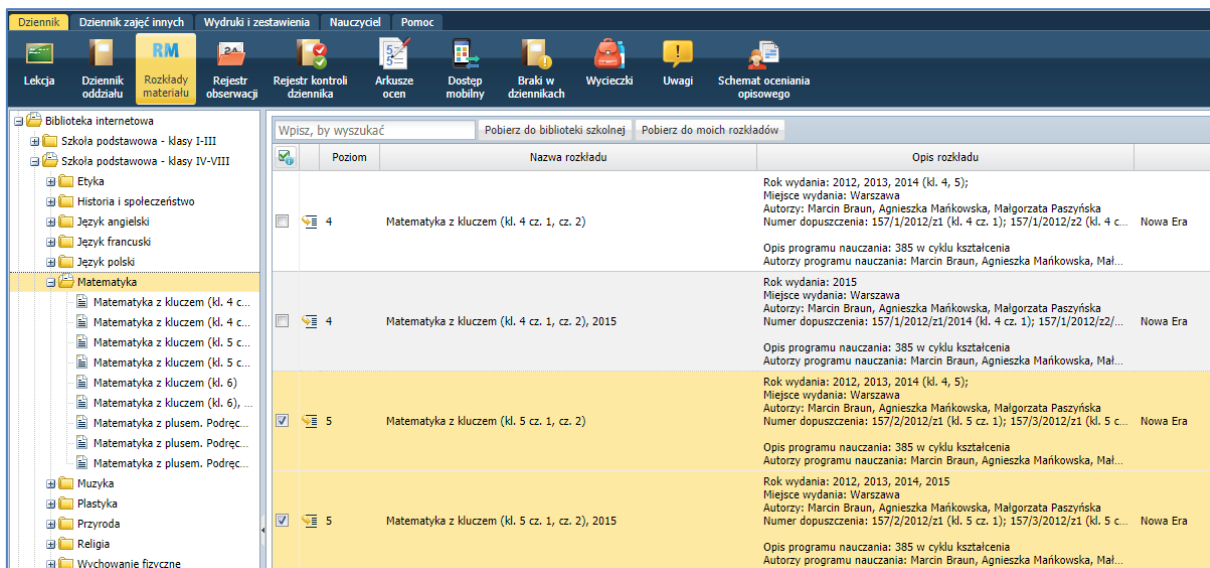 Dziennik Dziennik zajęć innych Wydruki i zestawienia Nauczyciel Pomoc
RM 2A 5 5
Lekcja Dziennik oddziału Rozkłady materiału Rejestr obserwacji Rejestr kontroli dziennika Arkusze ocen Dostęp mobilny Braki w dziennikach Wycieczki Uwagi Schemat oceniania opisowego
Biblioteka internetowa
Szkoła podstawowa - klasy I-III
Szkoła podstawowa - klasy IV-VIII
Etyka
Historia i społeczeństwo
Język angielski
Język francuski
Język polski
Matematyka
Matematyka z kluczem (kl. 4 c...
Matematyka z kluczem (kl. 4 c...
Matematyka z kluczem (kl. 5 c...
Matematyka z kluczem (kl. 5 c...
Matematyka z kluczem (kl. 6)
Matematyka z kluczem (kl. 6), ...
Matematyka z plusem. Podręc...
Matematyka z plusem. Podręc...
Matematyka z plusem. Podręc...
Muzyka
Plastyka
Przyroda
Religia
Wychowanie fizyczne
Wpisz, by wyszukać Pobierz do biblioteki szkolnej Pobierz do moich rozkładów
Poziom Nazwa rozkładu Opis rozkładu
4 Matematyka z kluczem (kl. 4 cz. 1, cz. 2)
Rok wydania: 2012, 2013, 2014 (kl. 4, 5);
Miejsce wydania: Warszawa
Autorzy: Marcin Braun, Agnieszka Mańkowska, Małgorzata Paszyńska
Numer dopuszczenia: 157/1/2012/z1 (kl. 4 cz. 1); 157/1/2012/z2 (kl. 4 c... Nowa Era
Opis programu nauczania: 385 w cyklu kształcenia
Autorzy programu nauczania: Marcin Braun, Agnieszka Mańkowska, Mał...
4 Matematyka z kluczem (kl. 4 cz. 1, cz. 2), 2015
Rok wydania: 2015
Miejsce wydania: Warszawa
Autorzy: Marcin Braun, Agnieszka Mańkowska, Małgorzata Paszyńska
Numer dopuszczenia: 157/1/2012/z1/2014 (kl. 4 cz. 1); 157/1/2012/z2/... Nowa Era
Opis programu nauczania: 385 w cyklu kształcenia
Autorzy programu nauczania: Marcin Braun, Agnieszka Mańkowska, Mał...
5 Matematyka z kluczem (kl. 5 cz. 1, cz. 2)
Rok wydania: 2012, 2013, 2014 (kl. 4, 5);
Miejsce wydania: Warszawa
Autorzy: Marcin Braun, Agnieszka Mańkowska, Małgorzata Paszyńska
Numer dopuszczenia: 157/2/2012/z1 (kl. 5 cz. 1); 157/3/2012/z1 (kl. 5 c... Nowa Era
Opis programu nauczania: 385 w cyklu kształcenia
Autorzy programu nauczania: Marcin Braun, Agnieszka Mańkowska, Mał...
5 Matematyka z kluczem (kl. 5 cz. 1, cz. 2), 2015
Rok wydania: 2012, 2013, 2014, 2015
Miejsce wydania: Warszawa
Autorzy: Marcin Braun, Agnieszka Mańkowska, Małgorzata Paszyńska
Numer dopuszczenia: 157/2/2012/z1 (kl. 5 cz. 1); 157/3/2012/z1 (kl. 5 c... Nowa Era
Opis programu nauczania: 385 w cyklu kształcenia
Autorzy programu nauczania: Marcin Braun, Agnieszka Mańkowska, Mał...